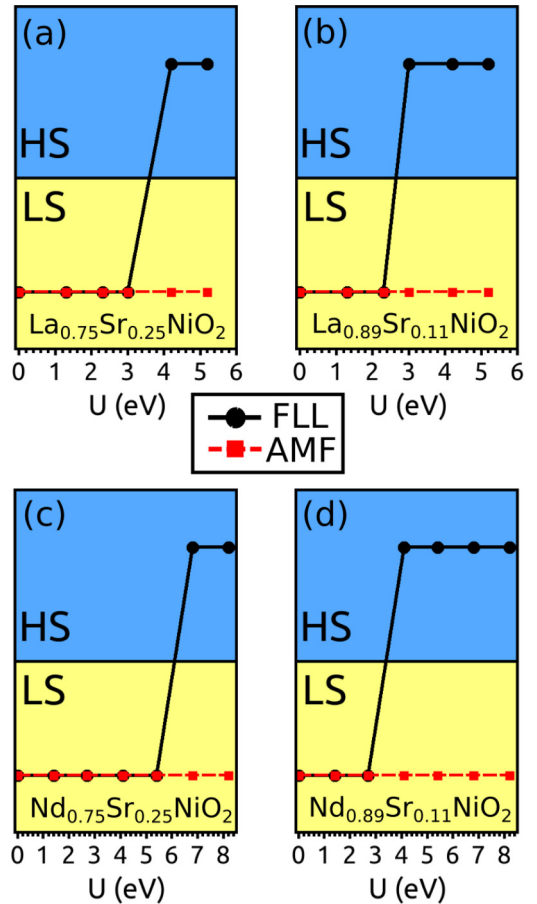 (a)
HS
LS
La₀.₇₅Sr₀.₂₅NiO₂
0 1 2 3 4 5 6
U (eV)
(b)
HS
LS
La₀.₈₉Sr₀.₁₁NiO₂
0 1 2 3 4 5 6
U (eV)
FLL
AMF
(c)
HS
LS
Nd₀.₇₅Sr₀.₂₅NiO₂
0 1 2 3 4 5 6 7 8
U (eV)
(d)
HS
LS
Nd₀.₈₉Sr₀.₁₁NiO₂
0 1 2 3 4 5 6 7 8
U (eV)